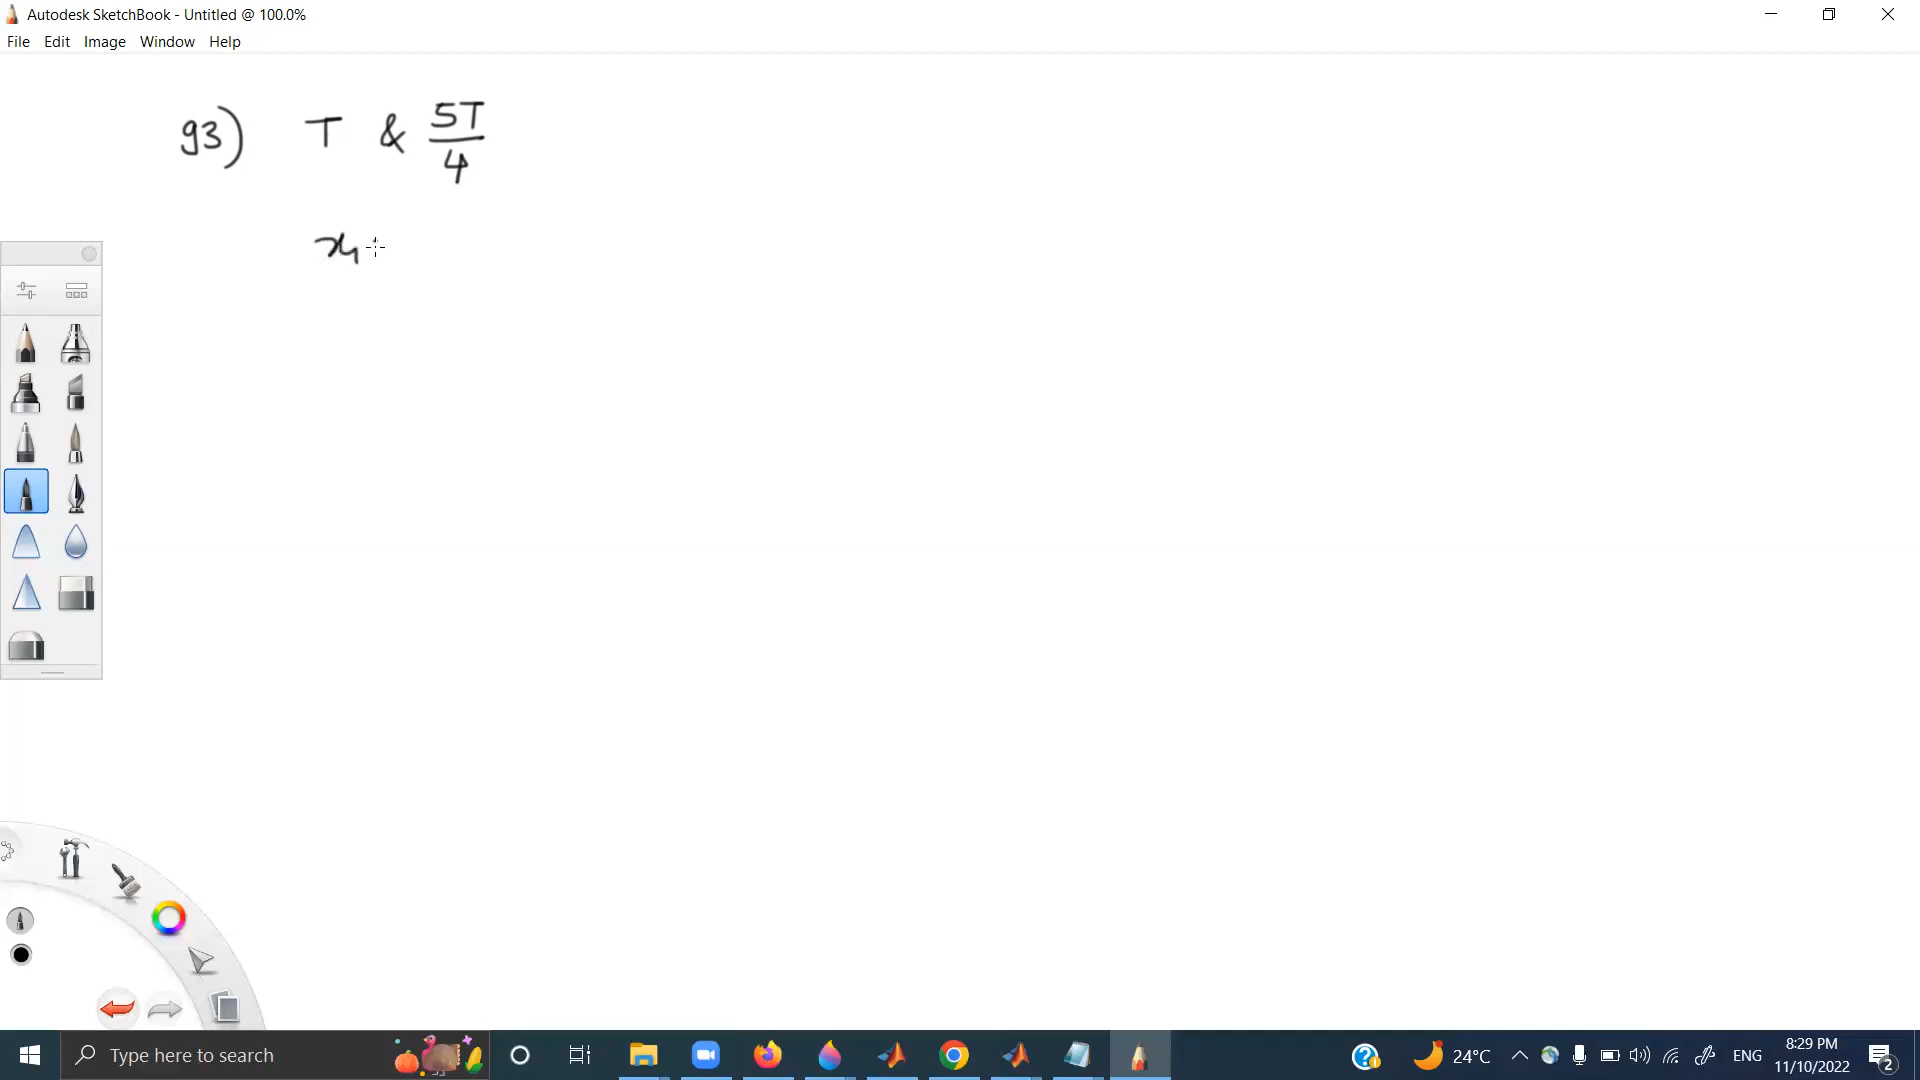 Autodesk SketchBook - Untitled @ 100.0%
File Edit Image Window Help
93) T & 5T/4
x₁
Type here to search
24°C
ENG
8:29 PM
11/10/2022
2